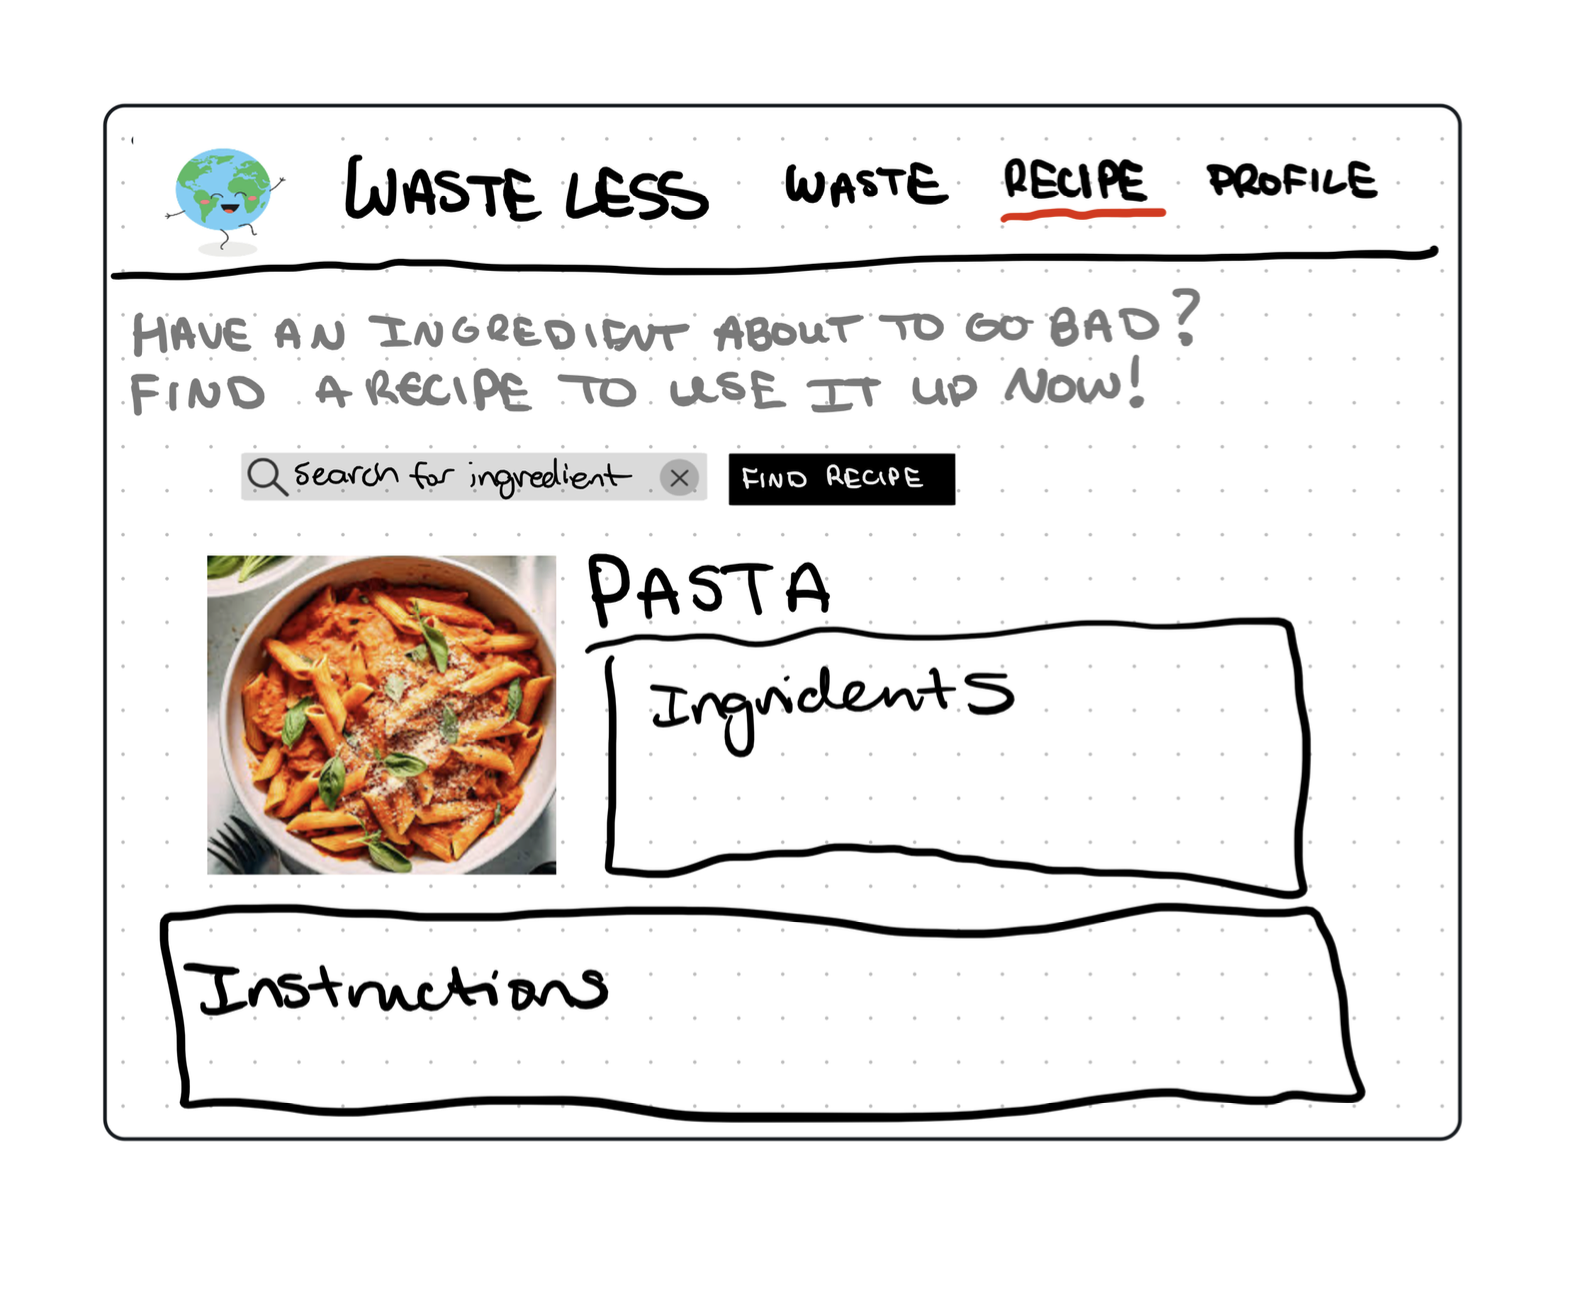 WASTE LESS WASTE RECIPE PROFILE
HAVE AN INGREDIENT ABOUT TO GO BAD?
FIND A RECIPE TO USE IT UP NOW!
Search for ingredient FIND RECIPE
PASTA
Ingridents
Instructions